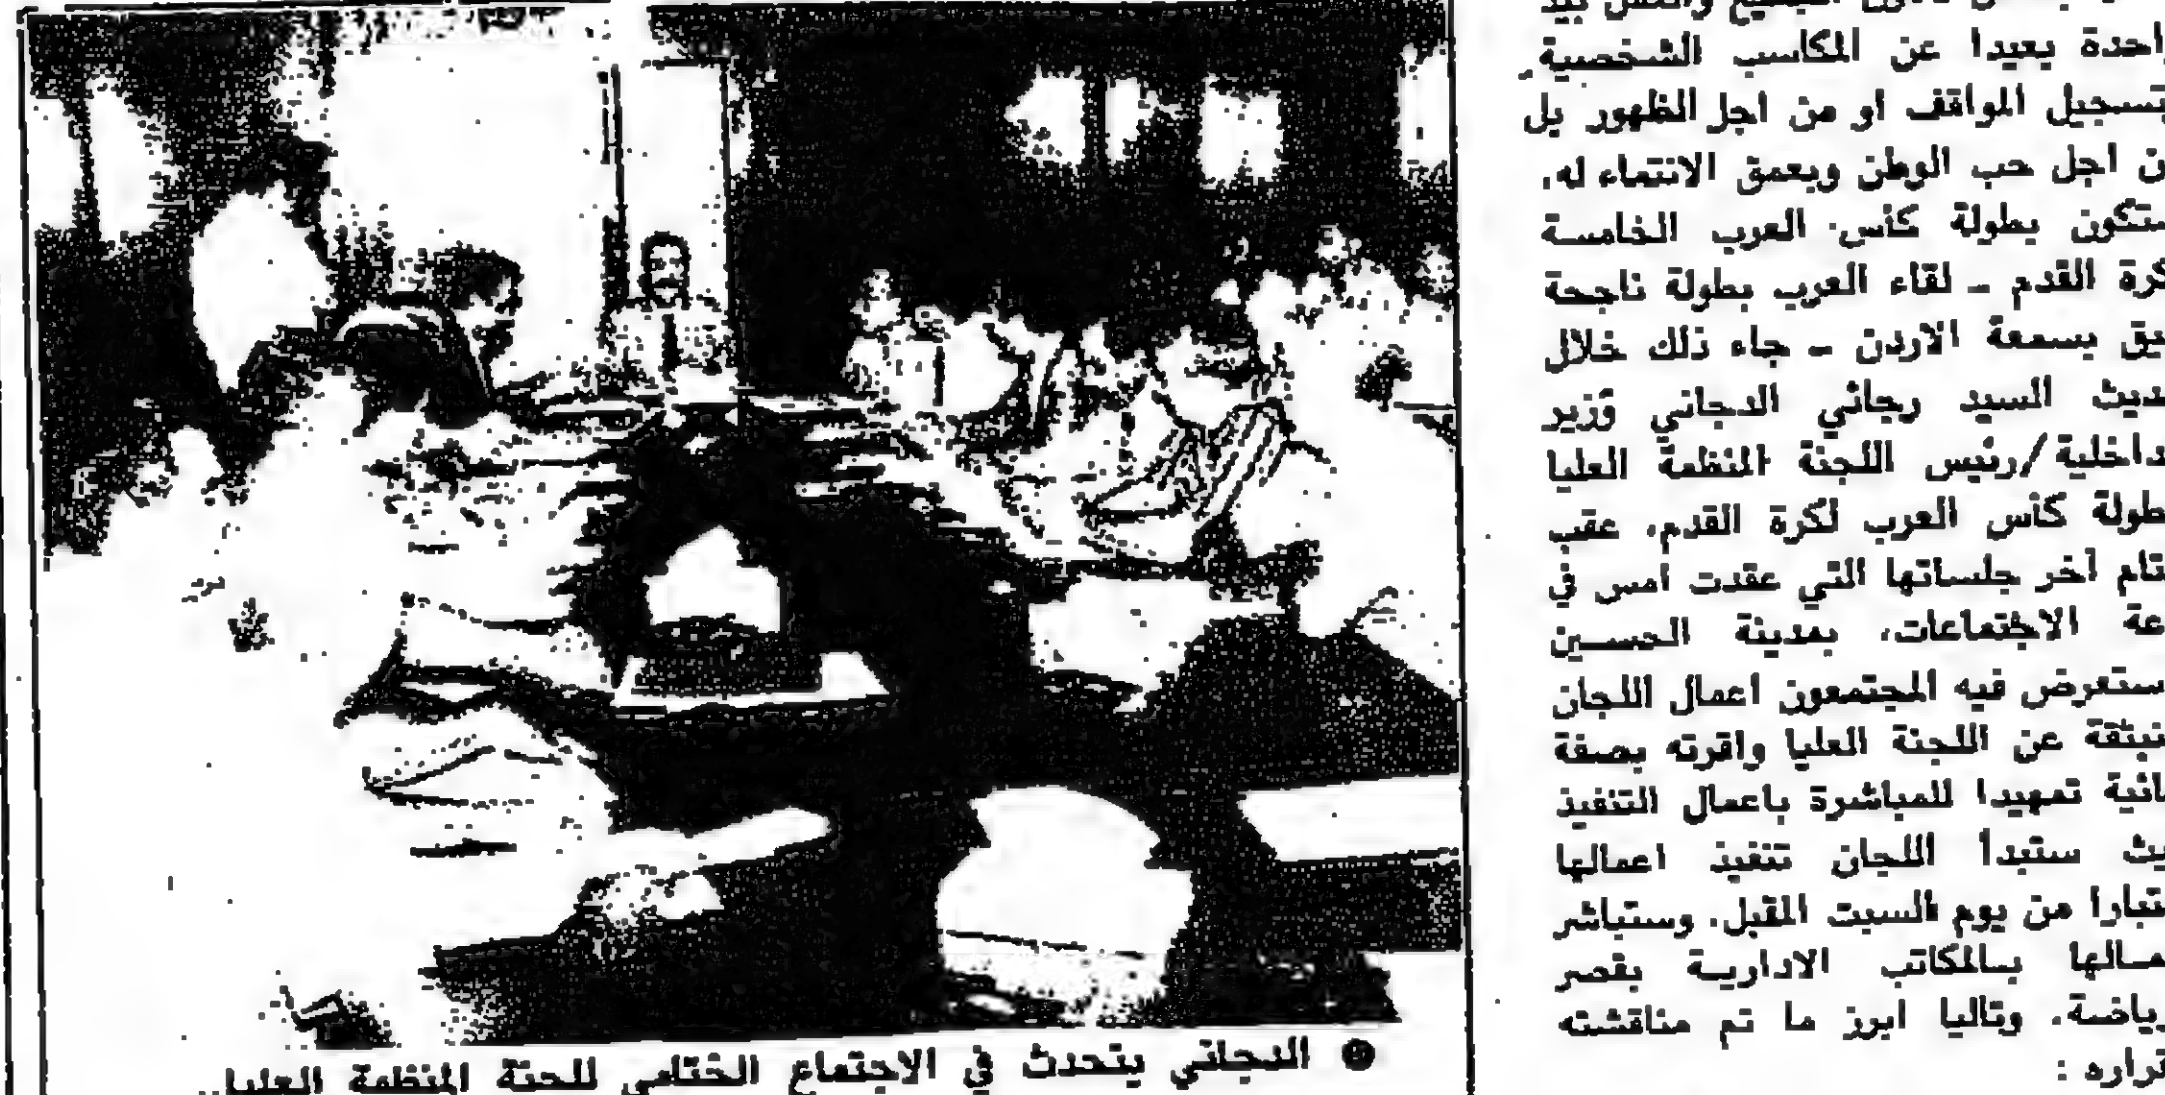 واحدة بعيدا عن المكاسب الشخصية
تسجيل المواقف او من اجل الظهور بل
ن اجل حب الوطن وبعمق الانتماء له.
ستكون بطولة كأس العرب الخامسة
كرة القدم - لقاء العرب بطولة ناجحة
يق بسمعة الاردن - جاء ذلك خلال
ديث السيد رجائي الدجاني وزير
داخلية/رئيس اللجنة المنظمة العليا
طولة كأس العرب لكرة القدم، عقب
تام آخر جلساتها التي عقدت امس في
عة الاجتماعات، بمدينة الحسين
ستعرض فيه المجتمعون اعمال اللجان
نبثقة عن اللجنة العليا واقرته بصفة
ائية تمهيدا للمباشرة باعمال التنفيذ
يث ستبدأ اللجان تنفيذ اعمالها
تبارا من يوم السبت المقبل، وستباشر
مالها بالمكاتب الادارية بقصر
رياضة. وتاليا ابرز ما تم مناقشته
قراره :
● الدجاني يتحدث في الاجتماع الختامي للجنة المنظمة العليا..